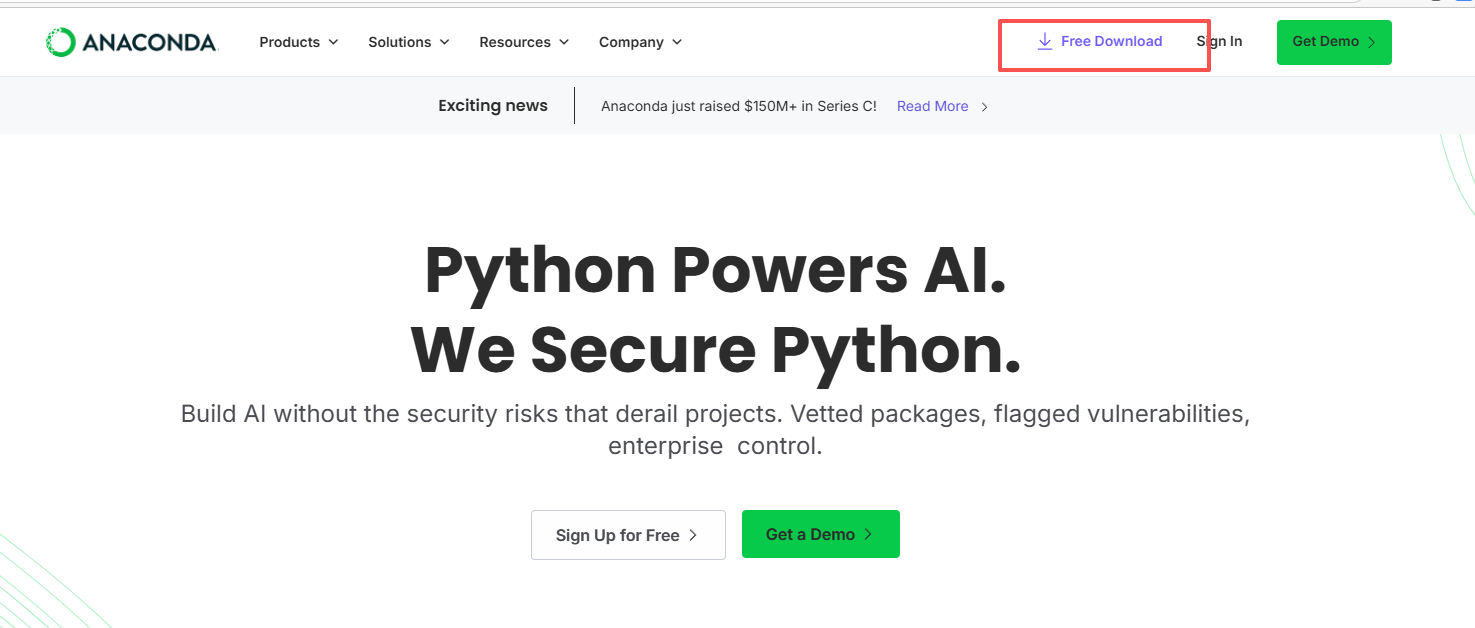 ANACONDA
Products
Solutions
Resources
Company
Free Download
Sign In
Get Demo
Exciting news
Anaconda just raised $150M+ in Series C!
Read More
Python Powers AI.
We Secure Python.
Build AI without the security risks that derail projects. Vetted packages, flagged vulnerabilities,
enterprise control.
Sign Up for Free
Get a Demo